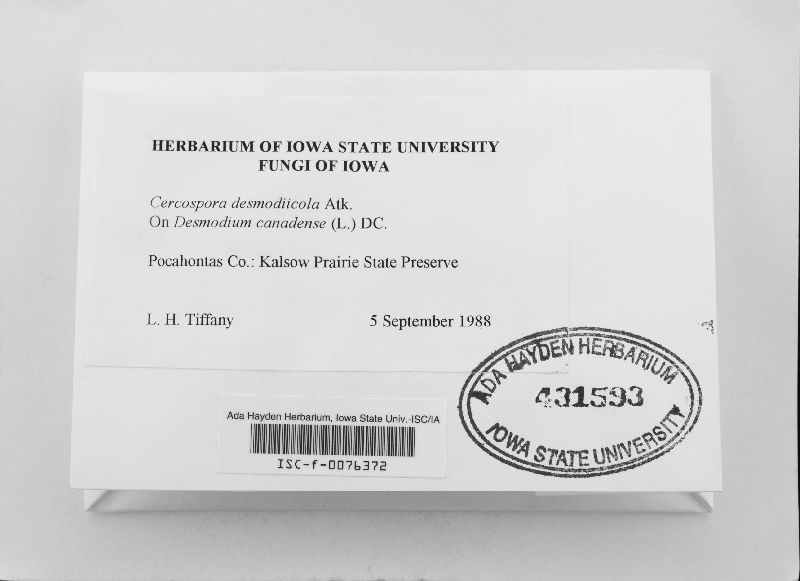 HERBARIUM OF IOWA STATE UNIVERSITY
FUNGI OF IOWA
Cercospora desmodiicola Atk.
On Desmodium canadense (L.) DC.
Pocahontas Co.: Kalsow Prairie State Preserve
L. H. Tiffany 5 September 1988
ADA HAYDEN HERBARIUM
431593
IOWA STATE UNIVERSITY
Ada Hayden Herbarium, Iowa State Univ.-ISC/IA
ISC-f-0076372